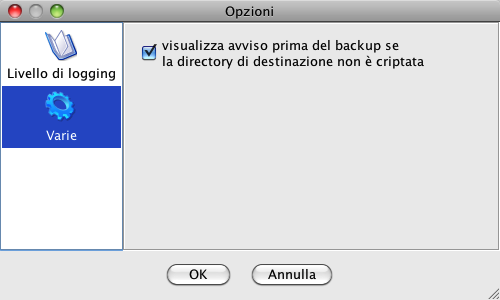 Opzioni
Livello di logging
Varie
visualizza avviso prima del backup se
la directory di destinazione non è criptata
OK
Annulla